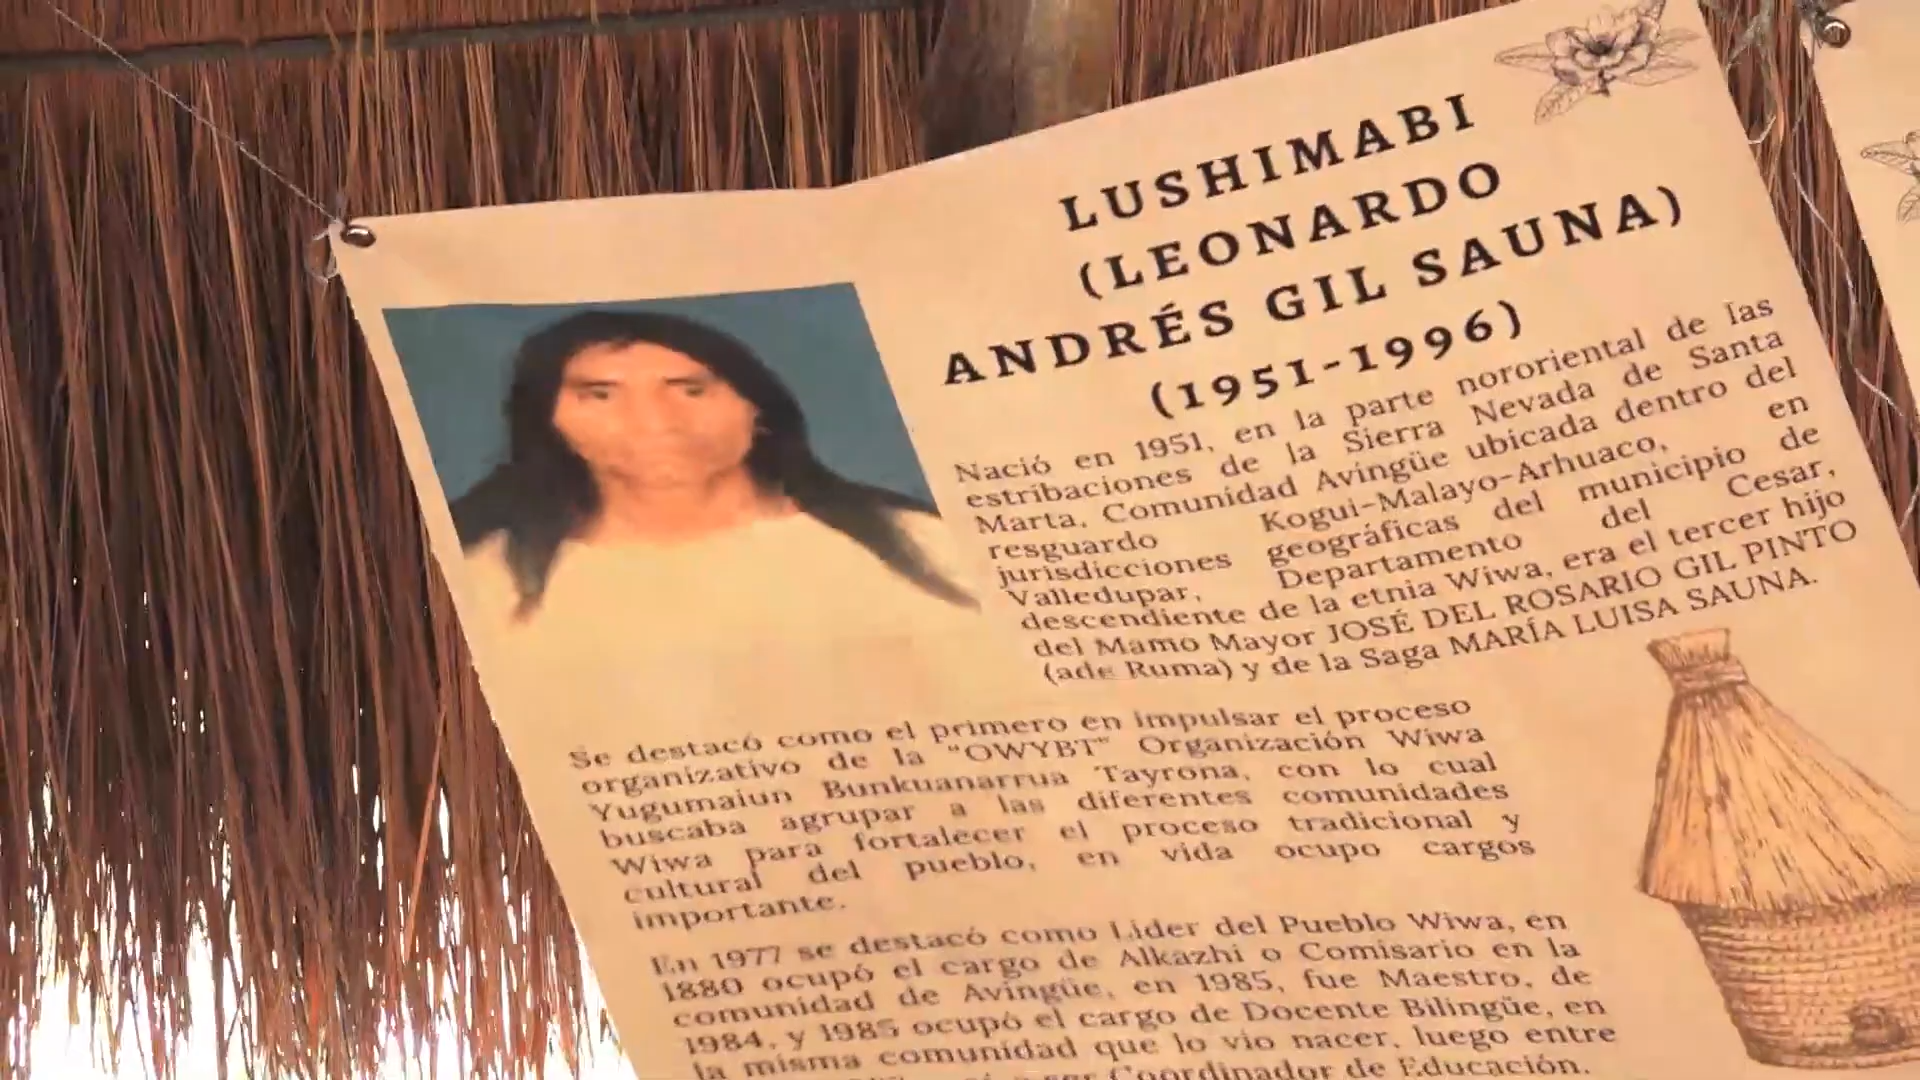 LUSHIMABI
(LEONARDO
ANDRÉS GIL SAUNA)
(1951-1996)
Nació en 1951, en la parte nororiental de las
estribaciones de la Sierra Nevada de Santa
Marta, Comunidad Avingüe ubicada dentro del
resguardo Kogui-Malayo-Arhuaco, en
jurisdicciones geográficas del municipio de
Valledupar, Departamento del Cesar,
descendiente de la etnia Wiwa, era el tercer hijo
del Mamo Mayor JOSÉ DEL ROSARIO GIL PINTO
(ade Ruma) y de la Saga MARÍA LUISA SAUNA.
Se destacó como el primero en impulsar el proceso
organizativo de la "OWYBT" Organización Wiwa
Yugumaiun Bunkuanarrua Tayrona, con lo cual
buscaba agrupar a las diferentes comunidades
Wiwa para fortalecer el proceso tradicional y
cultural del pueblo, en vida ocupo cargos
importante.
En 1977 se destacó como Lider del Pueblo Wiwa, en
1880 ocupó el cargo de Alkazhi o Comisario en la
comunidad de Avingüe, en 1985, fue Maestro, de
1984, y 1985 ocupó el cargo de Docente Bilingüe, en
la misma comunidad que lo vio nacer, luego entre
ser Coordinador de Educación.